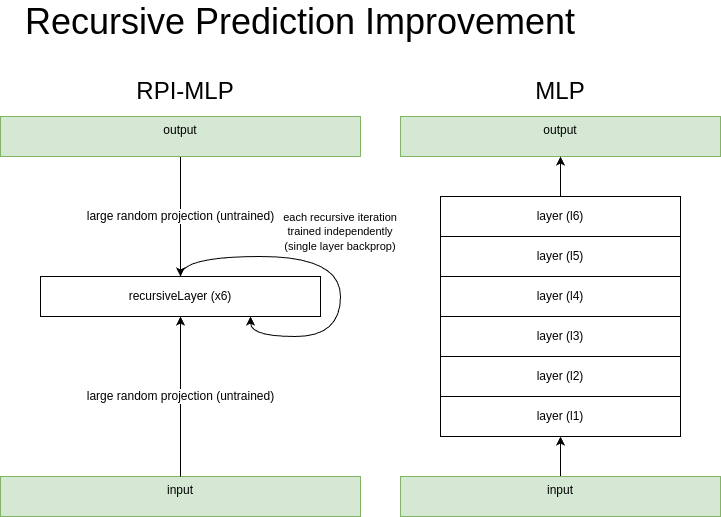 Recursive Prediction Improvement
RPI-MLP
output
large random projection (untrained)
each recursive iteration
trained independently
(single layer backprop)
recursiveLayer (x6)
large random projection (untrained)
input
MLP
output
layer (l6)
layer (l5)
layer (l4)
layer (l3)
layer (l2)
layer (l1)
input